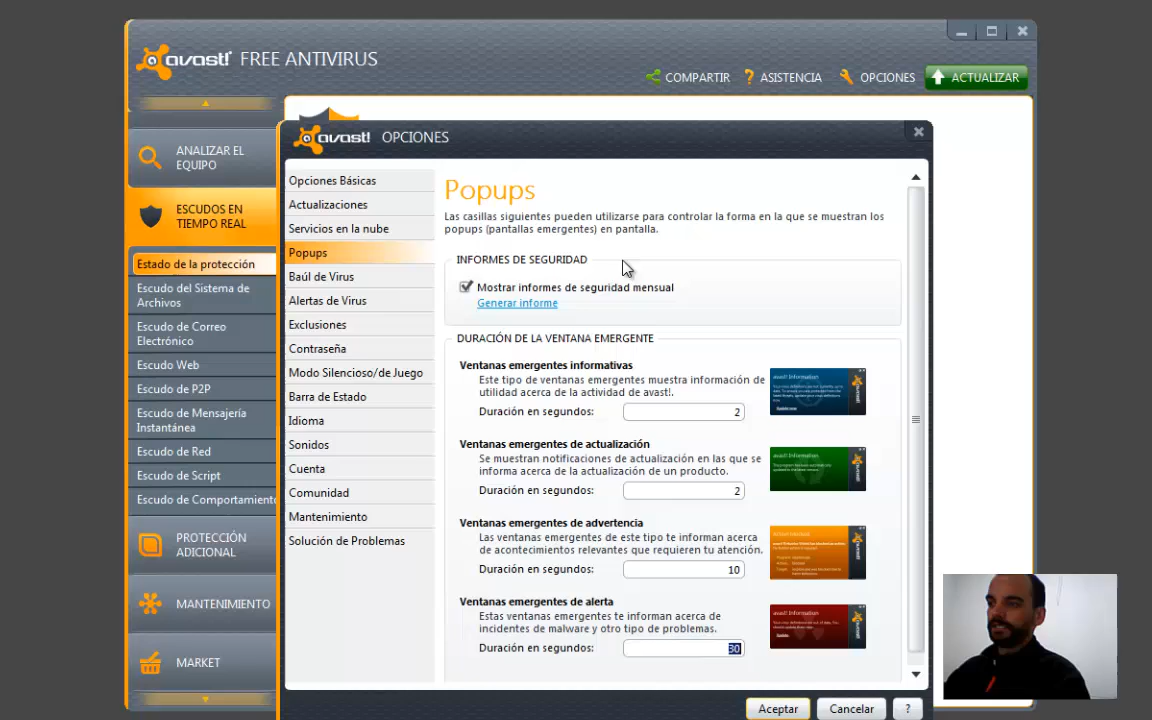 avast! FREE ANTIVIRUS
COMPARTIR
ASISTENCIA
OPCIONES
ACTUALIZAR
ANALIZAR EL
EQUIPO
ESCUDOS EN
TIEMPO REAL
Estado de la protección
Escudo del Sistema de
Archivos
Escudo de Correo
Electrónico
Escudo Web
Escudo de P2P
Escudo de Mensajería
Instantánea
Escudo de Red
Escudo de Script
Escudo de Comportamiento
PROTECCIÓN
ADICIONAL
MANTENIMIENTO
MARKET
avast! OPCIONES
Opciones Básicas
Actualizaciones
Servicios en la nube
Popups
Baúl de Virus
Alertas de Virus
Exclusiones
Contraseña
Modo Silencioso/de Juego
Barra de Estado
Idioma
Sonidos
Cuenta
Comunidad
Mantenimiento
Solución de Problemas
Popups
Las casillas siguientes pueden utilizarse para controlar la forma en la que se muestran los
popups (pantallas emergentes) en pantalla.
INFORMES DE SEGURIDAD
Mostrar informes de seguridad mensual
Generar informe
DURACIÓN DE LA VENTANA EMERGENTE
Ventanas emergentes informativas
Este tipo de ventanas emergentes muestra información de
utilidad acerca de la actividad de avast!.
Duración en segundos: 2
avast! Information
Ventanas emergentes de actualización
Se muestran notificaciones de actualización en las que se
informa acerca de la actualización de un producto.
Duración en segundos: 2
avast! Information
Ventanas emergentes de advertencia
Las ventanas emergentes de este tipo te informan acerca
de acontecimientos relevantes que requieren tu atención.
Duración en segundos: 10
Ventanas emergentes de alerta
Estas ventanas emergentes te informan acerca de
incidentes de malware y otro tipo de problemas.
Duración en segundos: 30
avast! Information
Aceptar
Cancelar
?